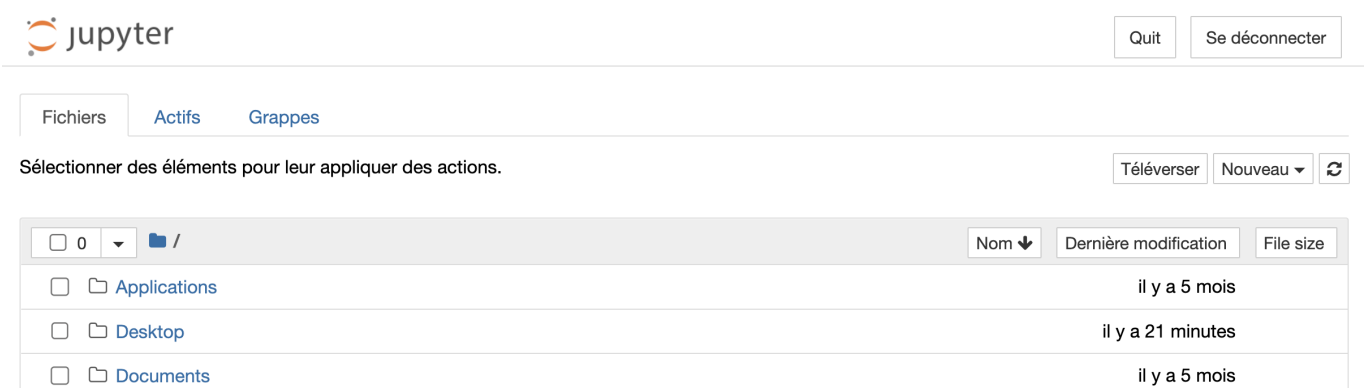 jupyter Quit Se déconnecter
Fichiers Actifs Grappes
Sélectionner des éléments pour leur appliquer des actions. Téléverser Nouveau
0 / Nom Dernière modification File size
Applications il y a 5 mois
Desktop il y a 21 minutes
Documents il y a 5 mois